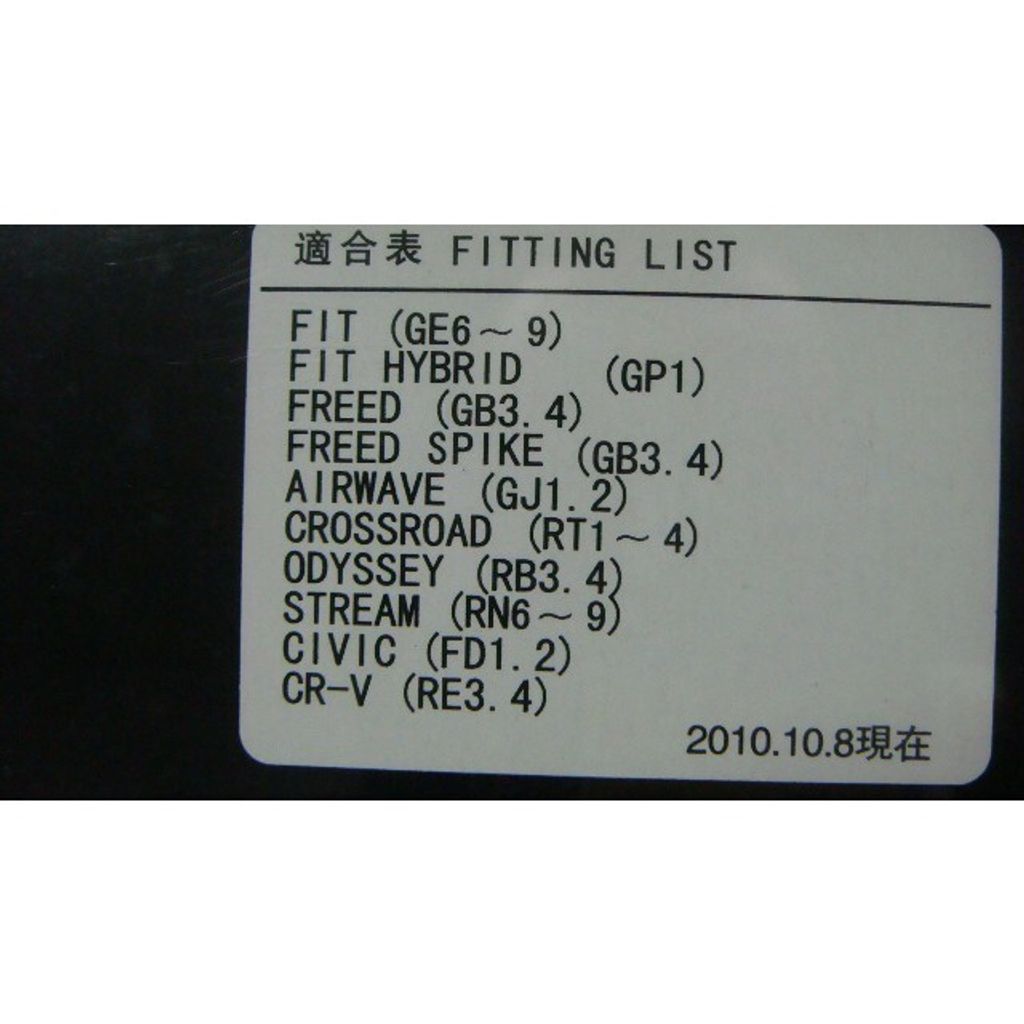 適合表 FITTING LIST
FIT (GE6～9)
FIT HYBRID (GP1)
FREED (GB3.4)
FREED SPIKE (GB3.4)
AIRWAVE (GJ1.2)
CROSSROAD (RT1～4)
ODYSSEY (RB3.4)
STREAM (RN6～9)
CIVIC (FD1.2)
CR-V (RE3.4)
2010.10.8現在